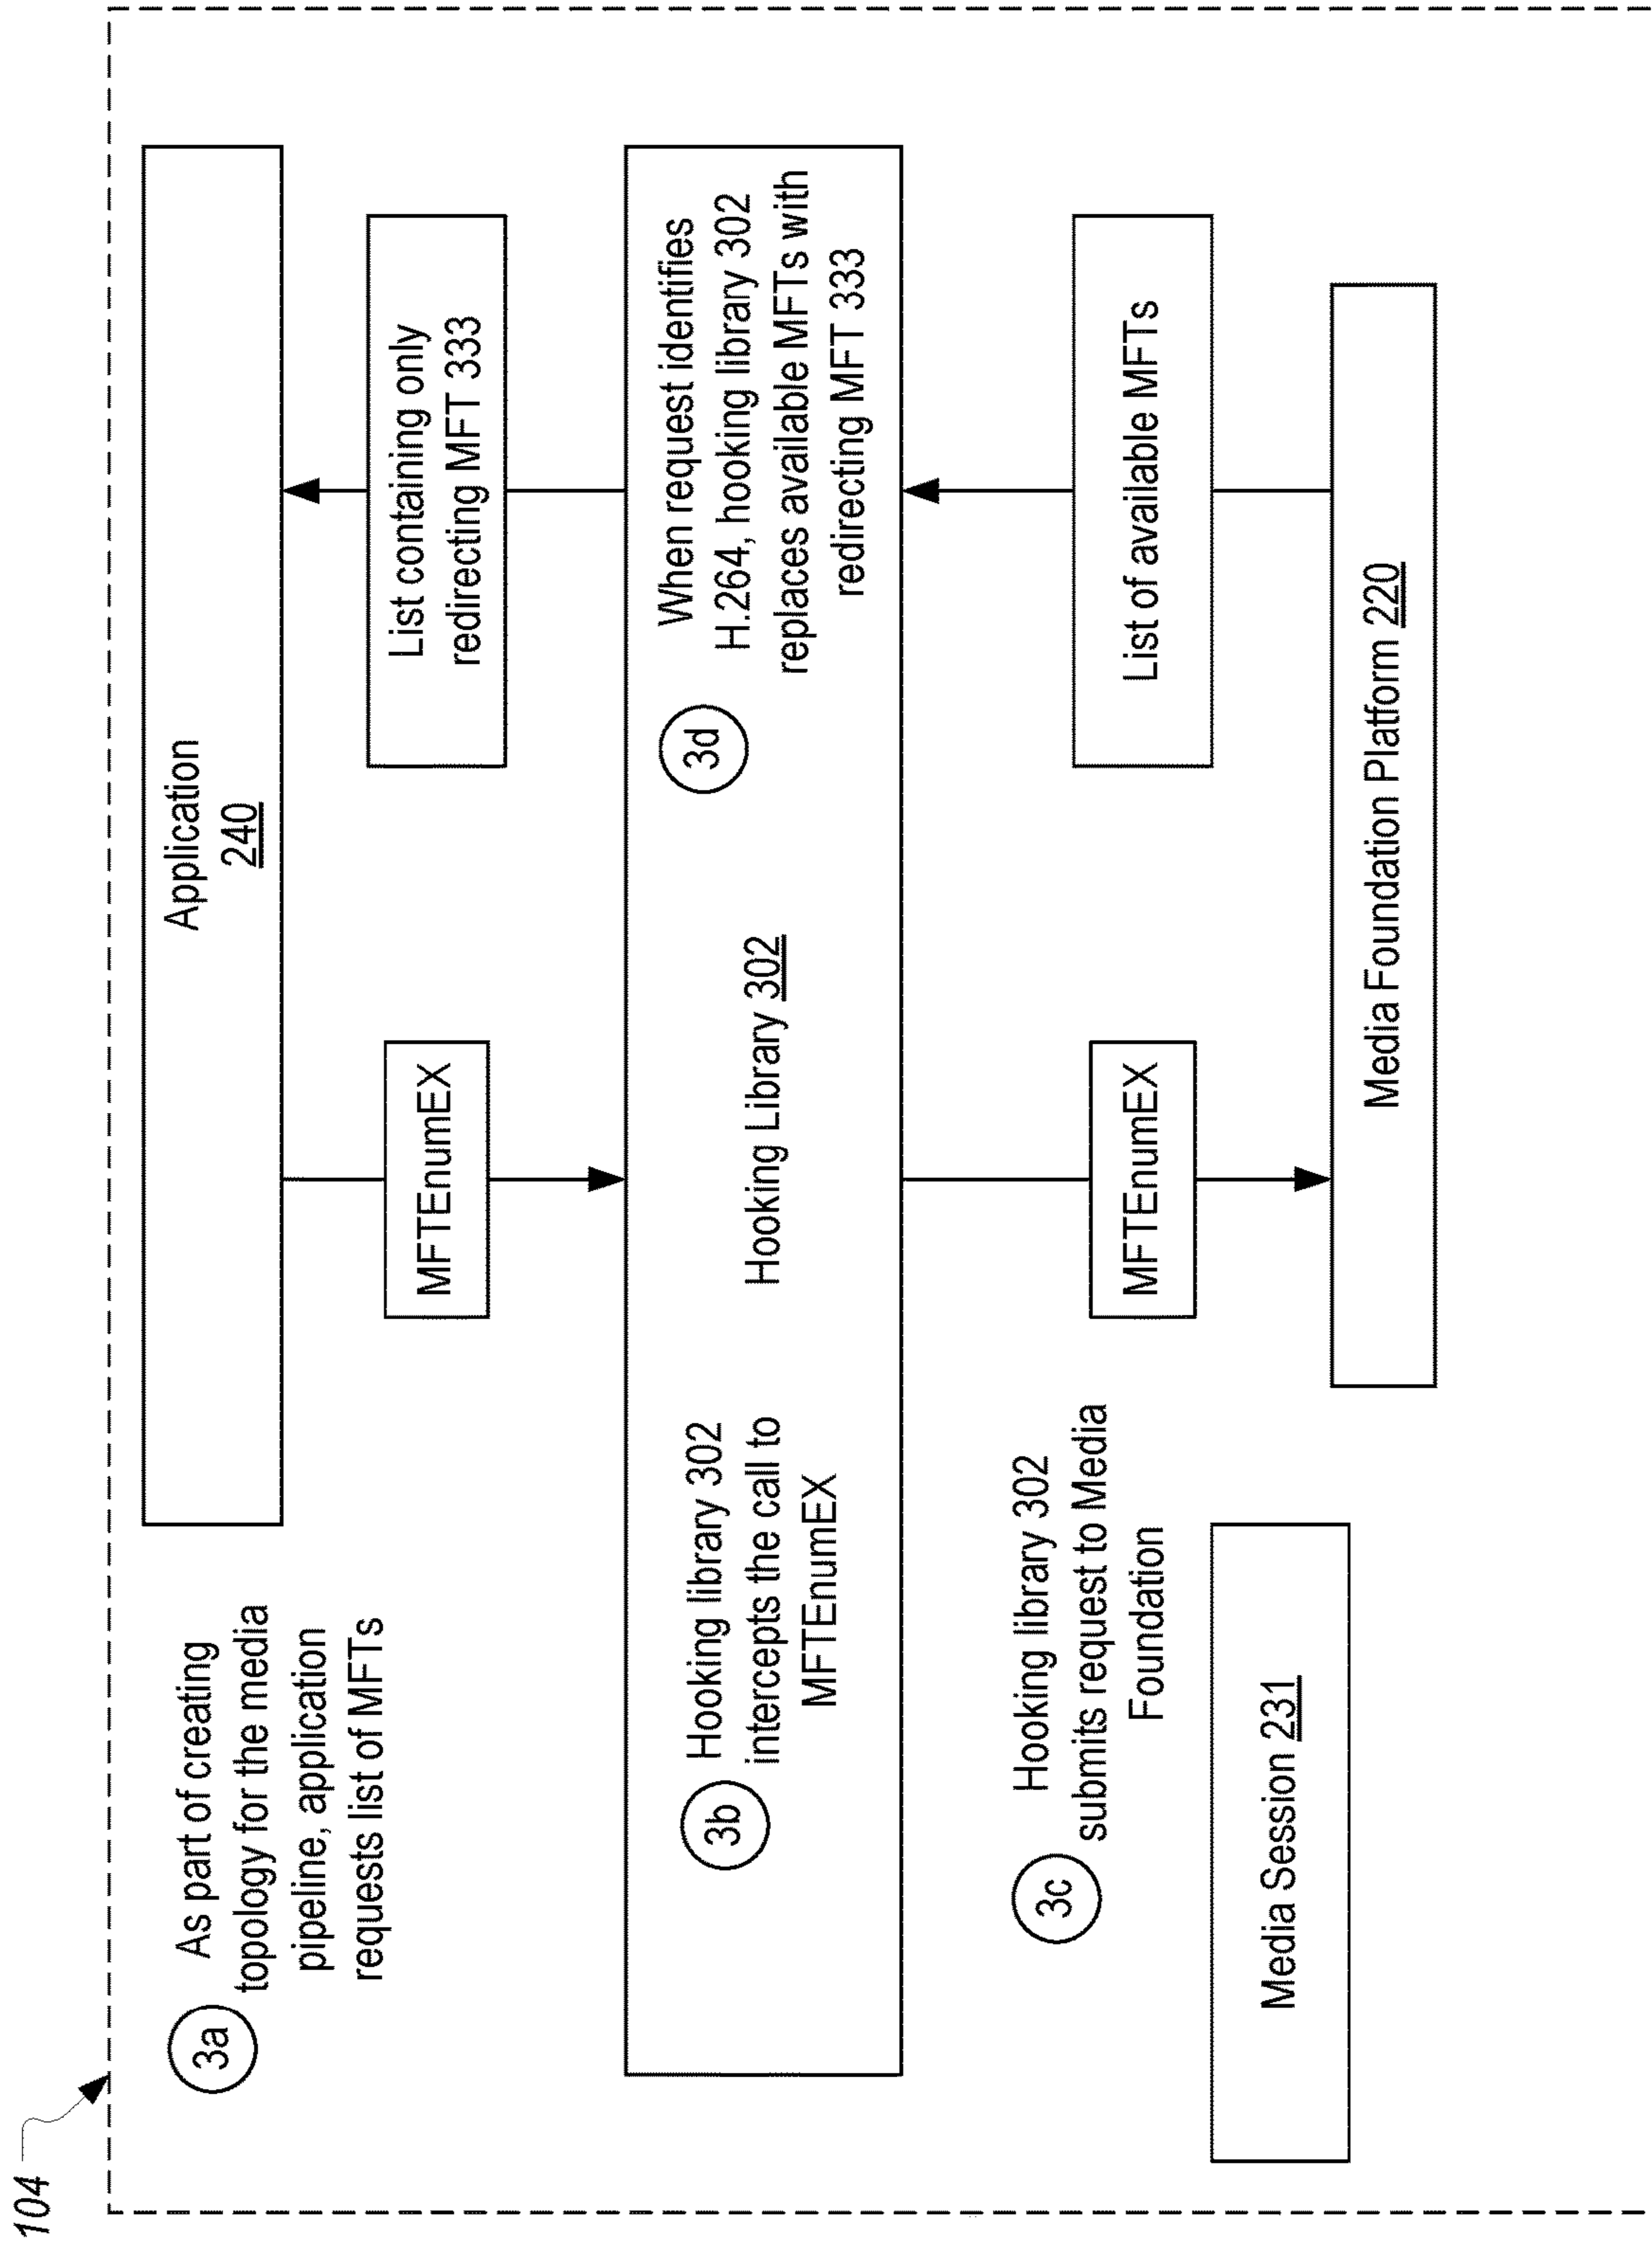 104
3a
As part of creating
topology for the media
pipeline, application
requests list of MFTs
Application
240
MFTEnumEX
List containing only
redirecting MFT 333
3b
Hooking library 302
intercepts the call to
MFTEnumEX
Hooking Library 302
3d
When request identifies
H.264, hooking library 302
replaces available MFTs with
redirecting MFT 333
3c
Hooking library 302
submits request to Media
Foundation
MFTEnumEX
List of available MFTs
Media Session 231
Media Foundation Platform 220